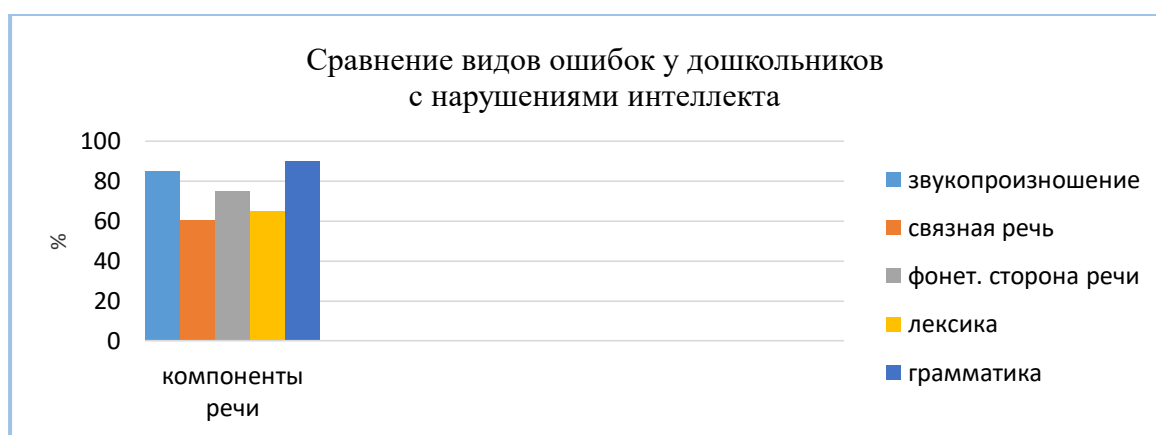 Сравнение видов ошибок у дошкольников
с нарушениями интеллекта
100
80
60
40
20
0
%
компоненты
речи
звукопроизношение
связная речь
фонет. сторона речи
лексика
грамматика